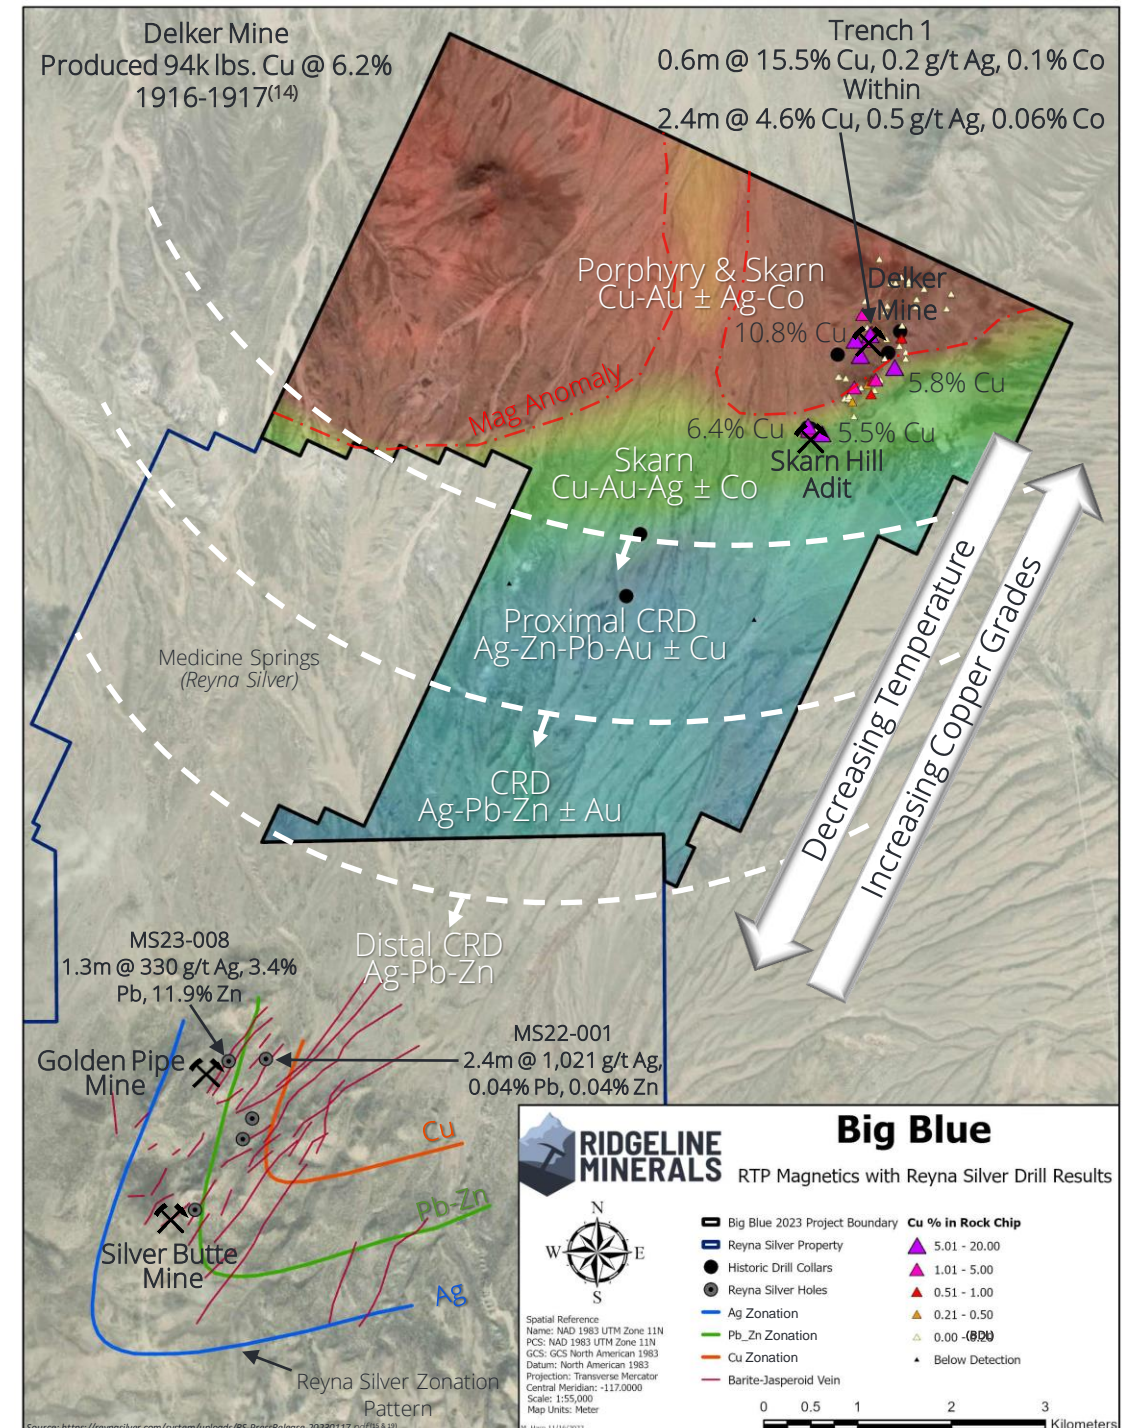 Delker Mine
Produced 94k lbs. Cu @ 6.2%
1916-1917(14)
Trench 1
0.6m @ 15.5% Cu, 0.2 g/t Ag, 0.1% Co
Within
2.4m @ 4.6% Cu, 0.5 g/t Ag, 0.06% Co
Porphyry & Skarn
Cu-Au ± Ag-Co
Delker
Mine
10.8% Cu
5.8% Cu
Mag Anomaly
6.4% Cu
5.5% Cu
Skarn Hill
Adit
Skarn
Cu-Au-Ag ± Co
Decreasing Temperature
Increasing Copper Grades
Proximal CRD
Ag-Zn-Pb-Au ± Cu
Medicine Springs
(Reyna Silver)
CRD
Ag-Pb-Zn ± Au
Distal CRD
Ag-Pb-Zn
MS23-008
1.3m @ 330 g/t Ag, 3.4%
Pb, 11.9% Zn
MS22-001
2.4m @ 1,021 g/t Ag,
0.04% Pb, 0.04% Zn
Golden Pipe
Mine
Cu
Pb-Zn
Silver Butte
Mine
Ag
Reyna Silver Zonation
Pattern
RIDGELINE
MINERALS
Big Blue
RTP Magnetics with Reyna Silver Drill Results
N
W
E
S
Big Blue 2023 Project Boundary
Reyna Silver Property
Historic Drill Collars
Reyna Silver Holes
Ag Zonation
Pb_Zn Zonation
Cu Zonation
Barite-Jasperoid Vein
Cu % in Rock Chip
5.01 - 20.00
1.01 - 5.00
0.51 - 1.00
0.21 - 0.50
0.00 -
Below Detection
Spatial Reference
Name: NAD 1983 UTM Zone 11N
PCS: NAD 1983 UTM Zone 11N
GCS: GCS North American 1983
Datum: North American 1983
Projection: Transverse Mercator
Central Meridian: -117.0000
Scale: 1:55,000
Map Units: Meter
0 0.5 1 2 3
Kilometers